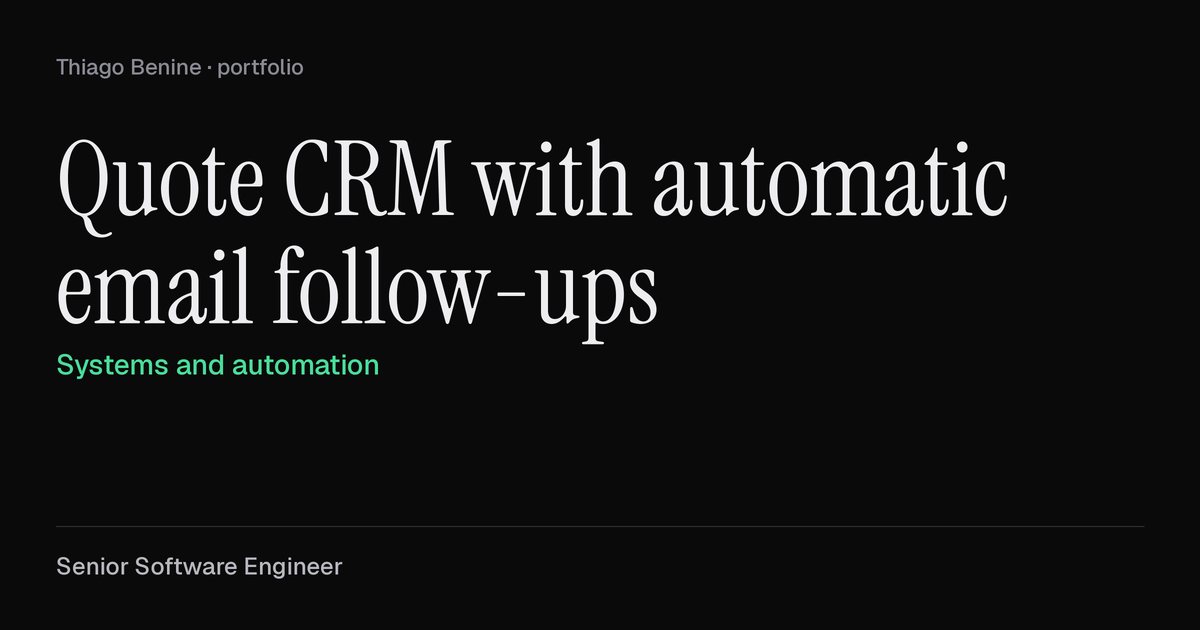 Thiago Benine · portfolio
Quote CRM with automatic
email follow-ups
Systems and automation
Senior Software Engineer